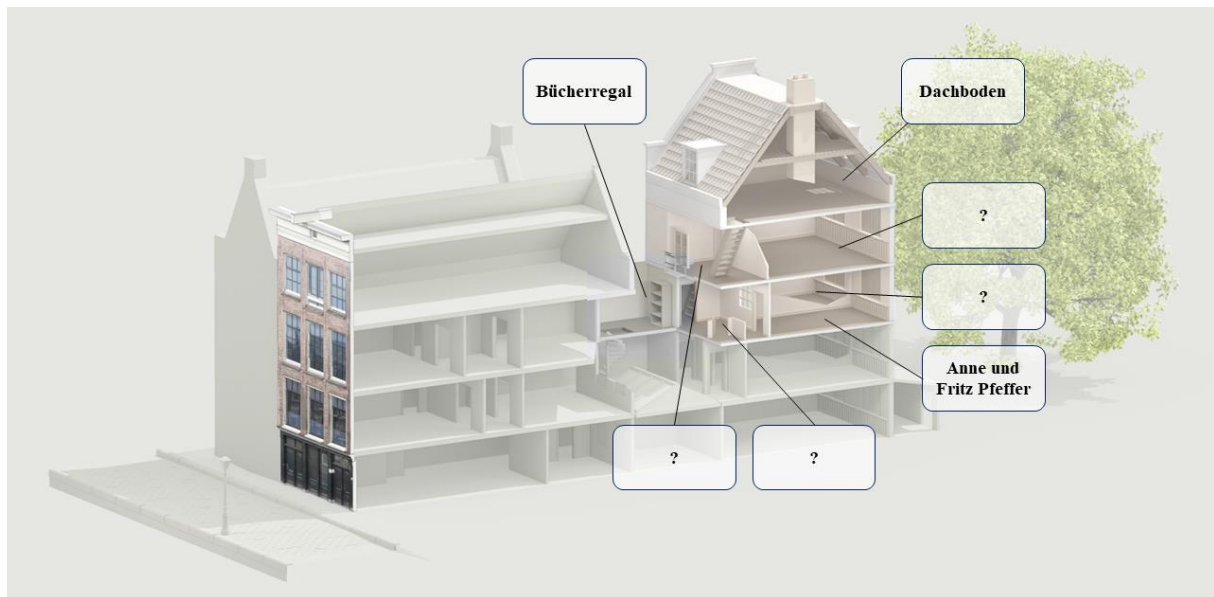 Bücherregal
Dachboden
?
?
Anne und
Fritz Pfeffer
?
?